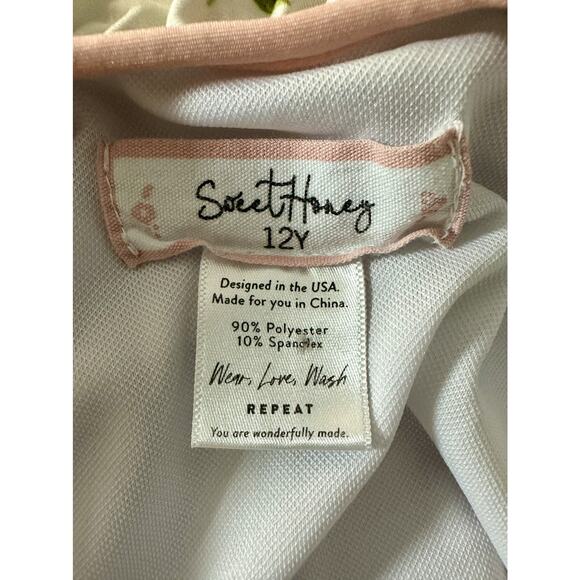 Sweet Honey
12Y
Designed in the USA.
Made for you in China.
90% Polyester
10% Spandex
Wear, Love, Wash
REPEAT
You are wonderfully made.